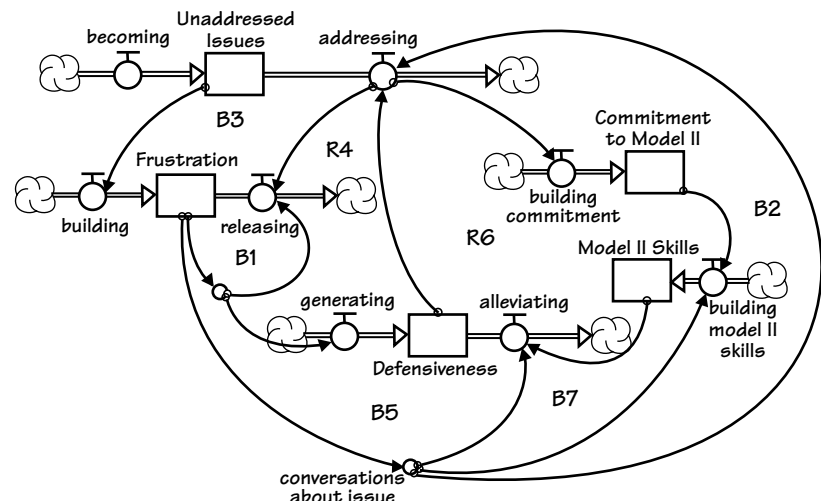 becoming
Unaddressed
Issues
addressing
B3
Commitment
to Model II
Frustration
R4
building
releasing
building
commitment
B2
B1
R6
Model II Skills
generating
alleviating
building
model II
skills
Defensiveness
B5
B7
conversations
about issue